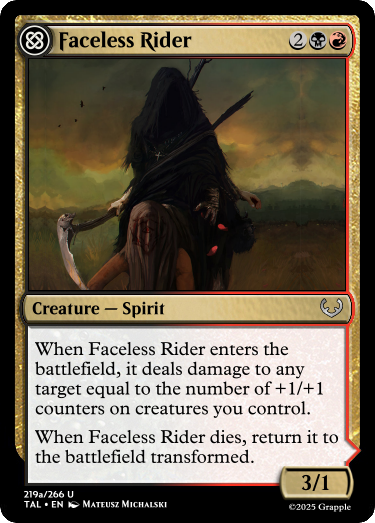 Faceless Rider 2
Creature — Spirit
When Faceless Rider enters the
battlefield, it deals damage to any
target equal to the number of +1/+1
counters on creatures you control.
When Faceless Rider dies, return it to
the battlefield transformed.
3/1
219a/266 U
TAL • EN Mateusz Michalski
©2025 Grapple